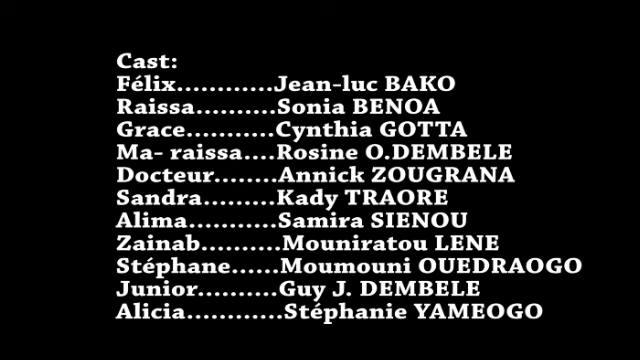 Cast:
Félix............Jean-luc BAKO
Raissa..........Sonia BENOA
Grace...........Cynthia GOTTA
Ma- raissa....Rosine O.DEMBELE
Docteur........Annick ZOUGRANA
Sandra.........Kady TRAORE
Alima...........Samira SIENOU
Zainab..........Mouniratou LENE
Stéphane......Moumouni OUEDRAOGO
Junior..........Guy J. DEMBELE
Alicia............Stéphanie YAMEOGO